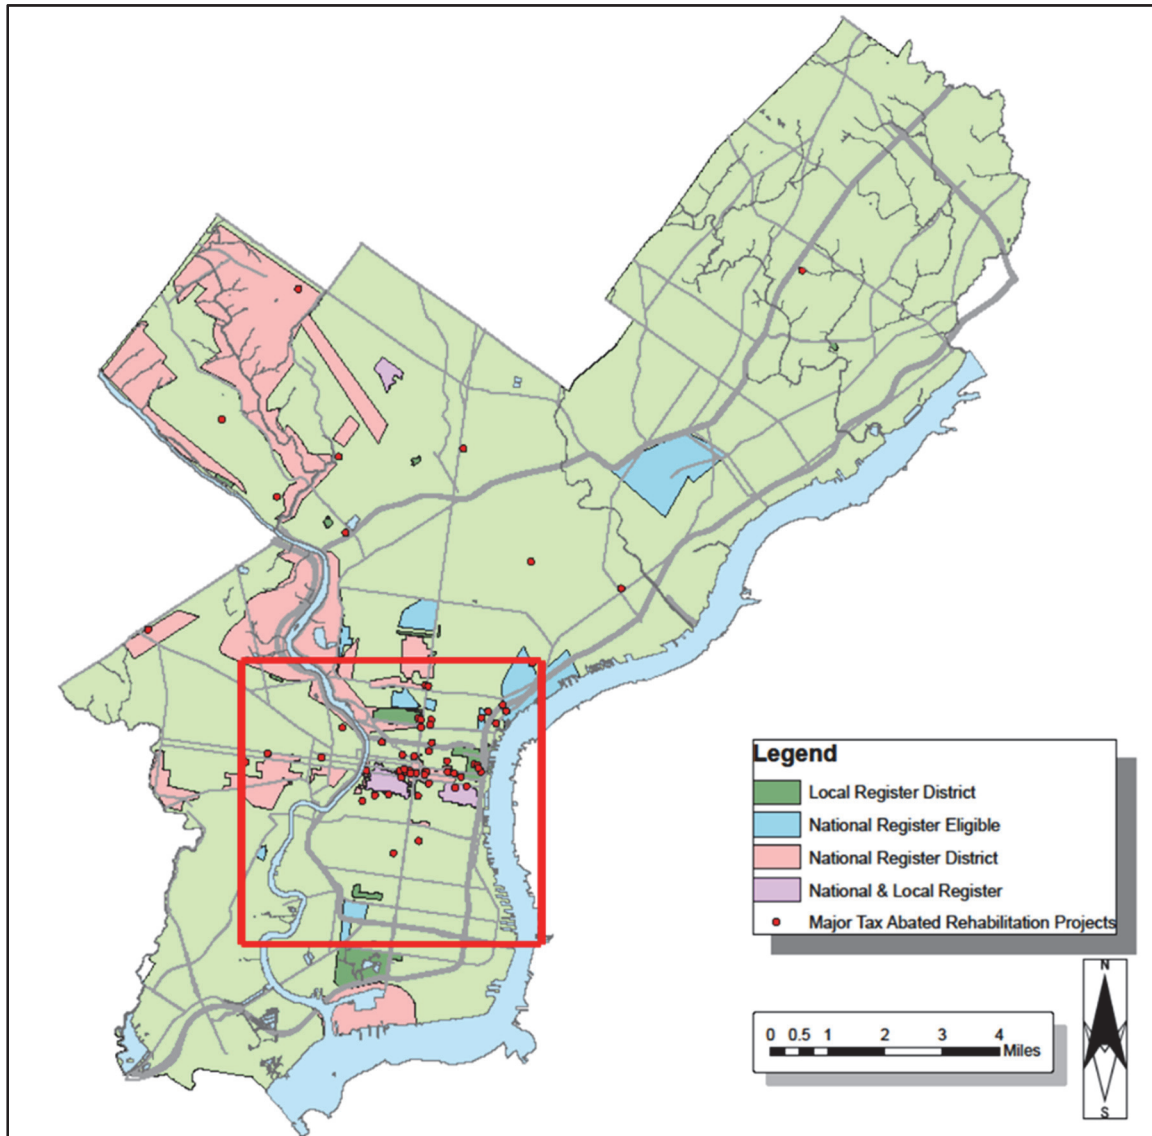 Legend
Local Register District
National Register Eligible
National Register District
National & Local Register
Major Tax Abated Rehabilitation Projects
0 0.5 1 2 3 4
Miles
N
S